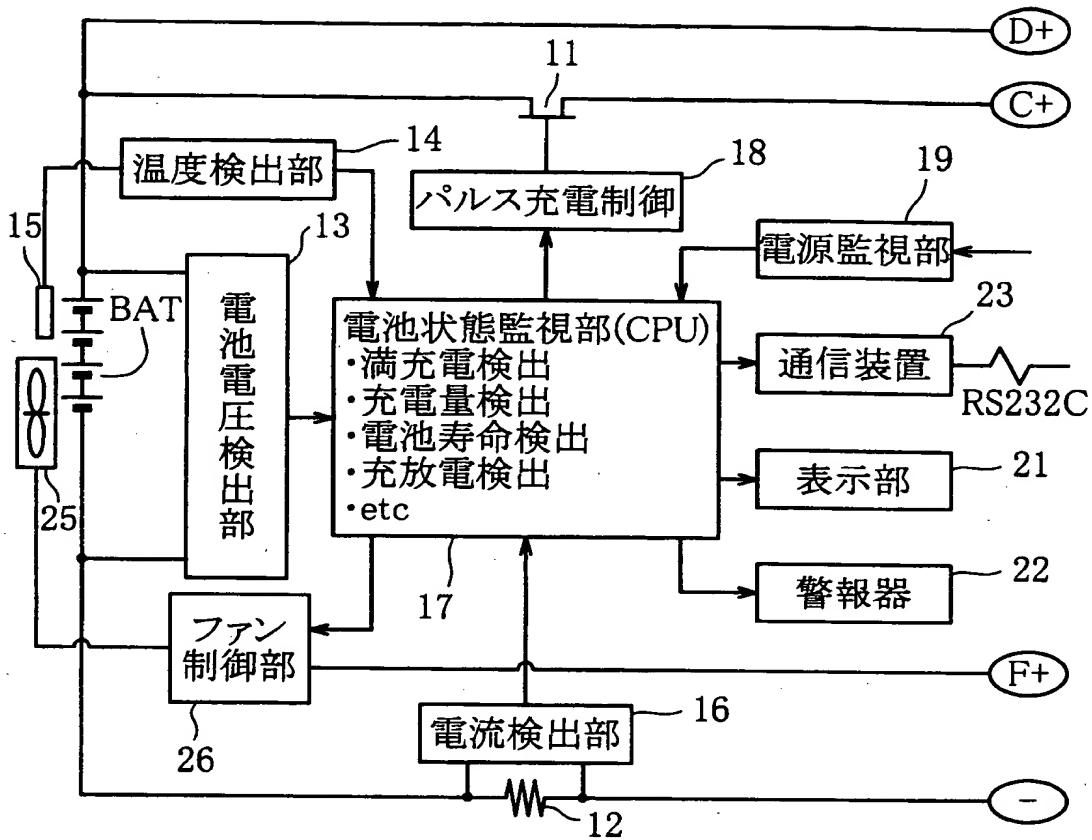 D+
11
C+
14
温度検出部
18
パルス充電制御
19
電源監視部
15
13
電池電圧検出部
BAT
電池状態監視部(CPU)
・満充電検出
・充電量検出
・電池寿命検出
・充放電検出
・etc
23
通信装置
RS232C
21
表示部
25
17
22
警報器
ファン
制御部
F+
26
16
電流検出部
12
-